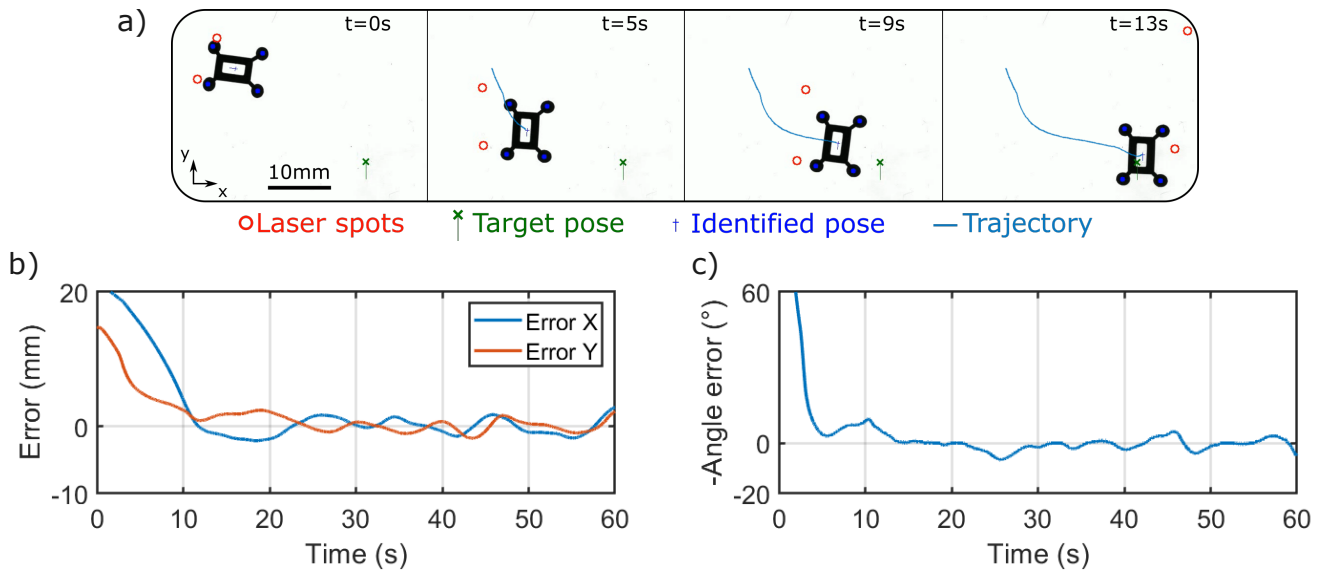 a)
t=0s
t=5s
t=9s
t=13s
y
x
10mm
Laser spots
Target pose
Identified pose
Trajectory
b)
20
0
-10
Error (mm)
Error X
Error Y
0 10 20 30 40 50 60
Time (s)
c)
60
0
-20
-Angle error (°)
0 10 20 30 40 50 60
Time (s)